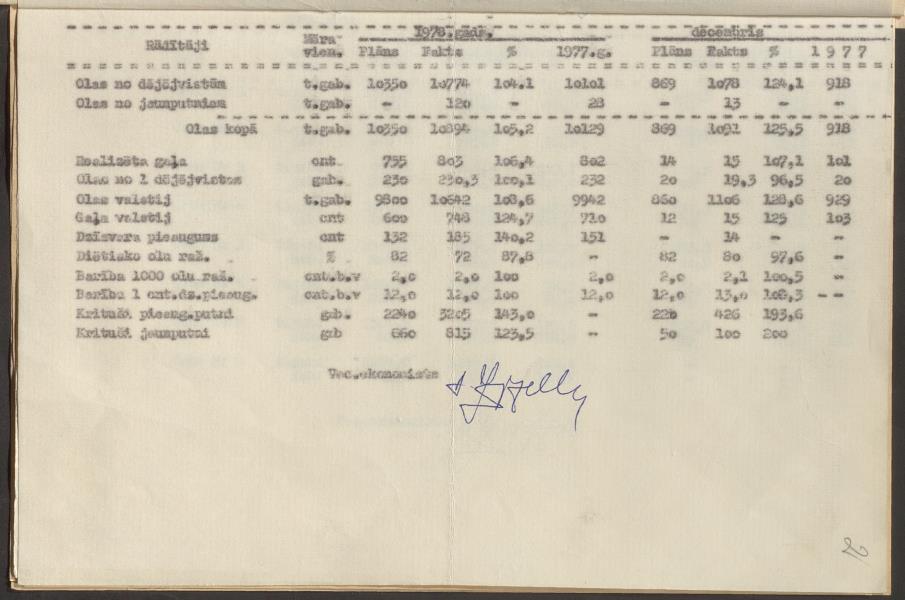 Rādītāji Mēra vien. 1978.gads. decembris
Plāns Fakts % 1977.g. Plāns Fakts % 1977
Olas no dējējvistām t.gab. 10350 10774 104,1 10101 869 1078 124,1 918
Olas no jaunputniem t.gab. - 120 - 28 - 13 - -
Olas kopā t.gab. 10350 10894 105,2 10129 869 1091 125,5 918
Realizēta gaļa cnt 755 803 106,4 802 14 15 107,1 101
Olas no 1 dējējvistas gab. 230 230,3 100,1 232 20 19,3 96,5 20
Olas valstij t.gab. 9800 10642 108,6 9942 860 1106 128,6 929
Gaļa valstij cnt 600 748 124,7 710 12 15 125 103
Dzīvsvara pieaugums cnt 132 185 140,2 151 - 14 - -
Diētisko olu raž. % 82 72 87,8 - 82 80 97,6 -
Barība 1000 olu raž. cnt.b.v 2,0 2,0 100 2,0 2,0 2,1 100,5 -
Barība 1 cnt.dz.pieaug. cnt.b.v 12,0 12,0 100 12,0 12,0 13,0 108,3 --
Krituši pieaug.putni gab. 2240 3205 143,0 - 220 426 193,6
Krituši jaunputni gab 660 815 123,5 - 50 100 200
Vec.ekonomists
2